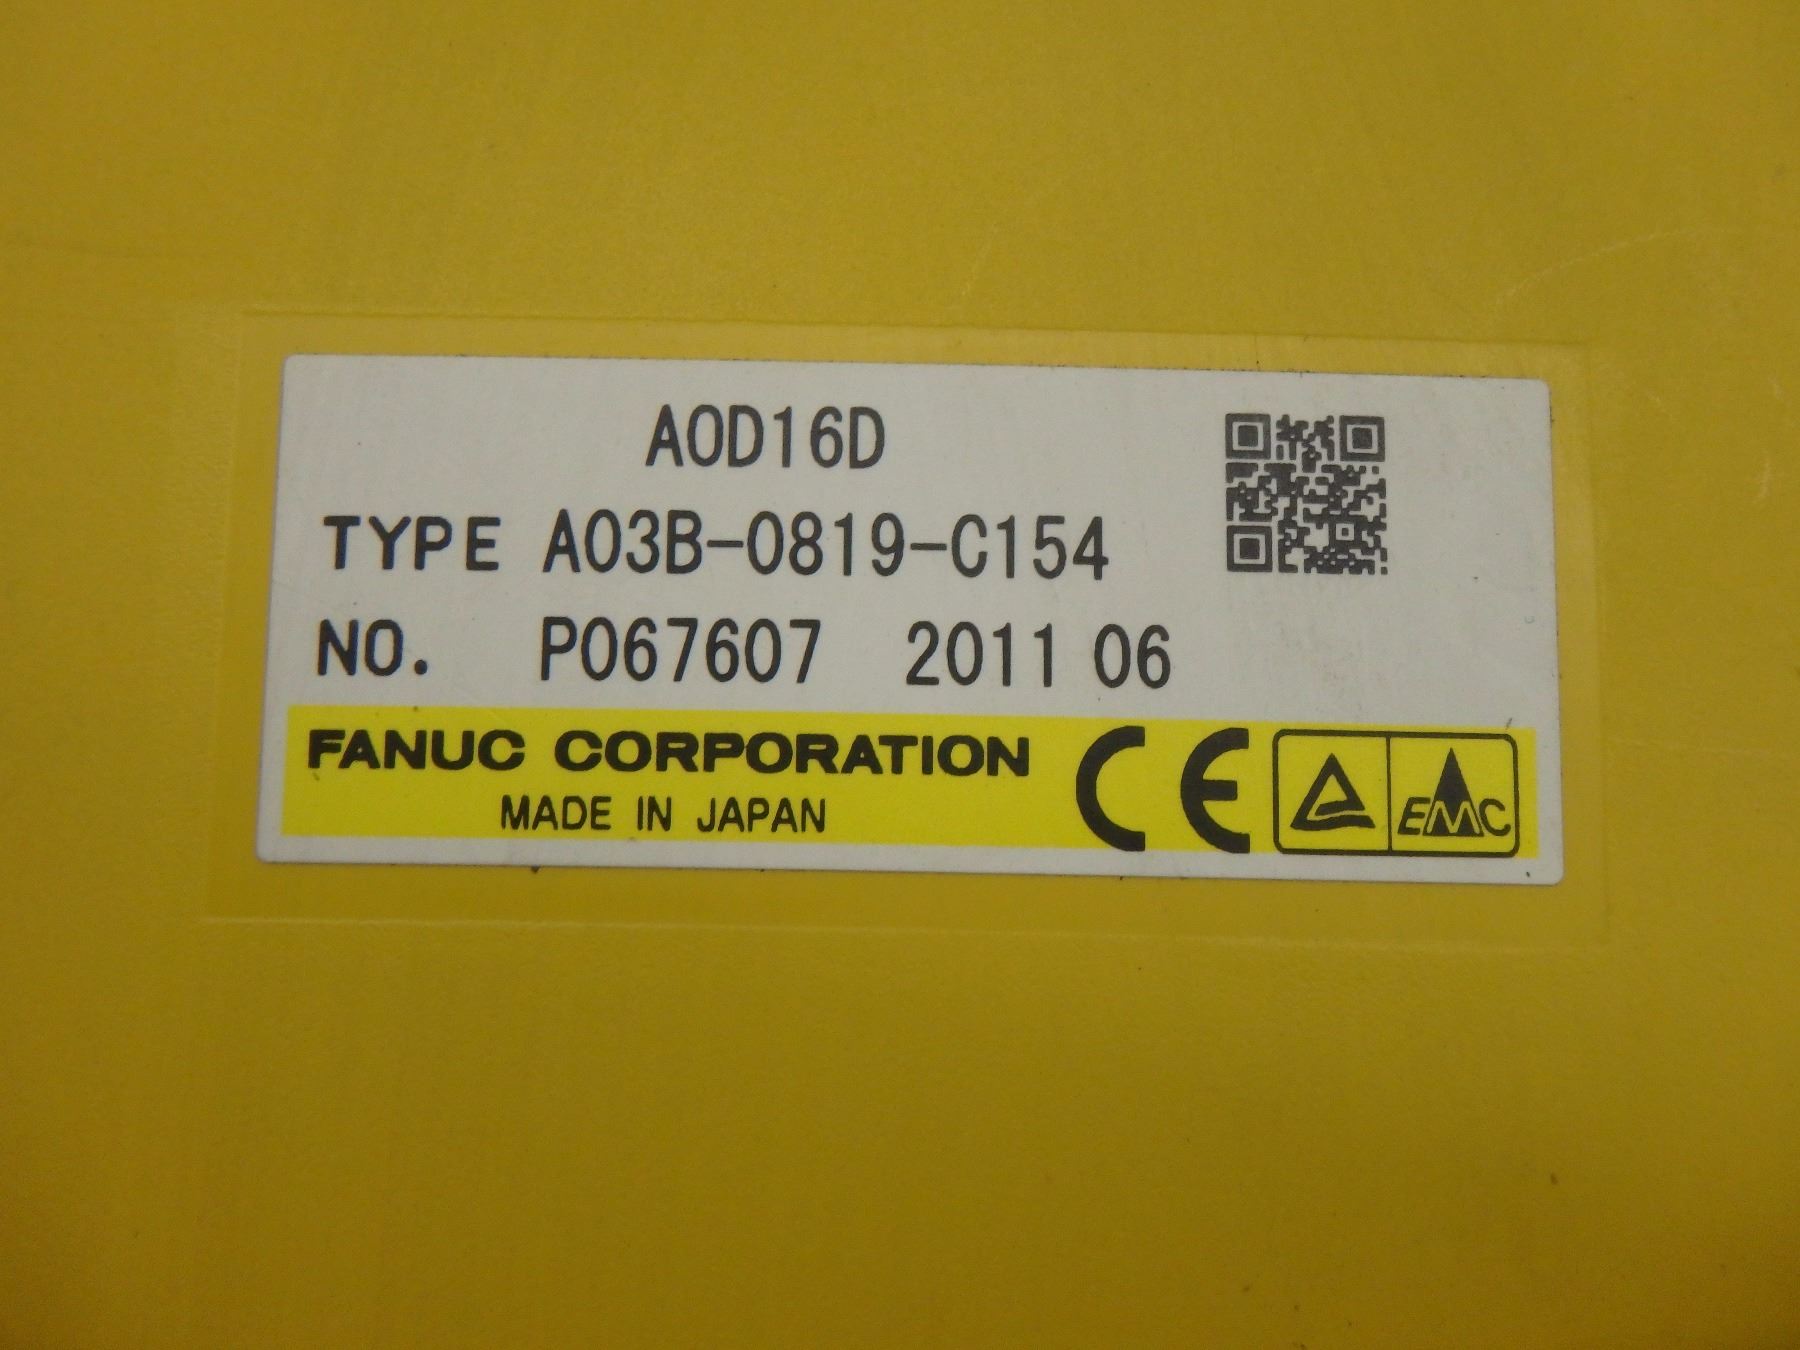 AOD16D
TYPE A03B-0819-C154
NO. P067607 2011 06
FANUC CORPORATION
MADE IN JAPAN
CE
EMC